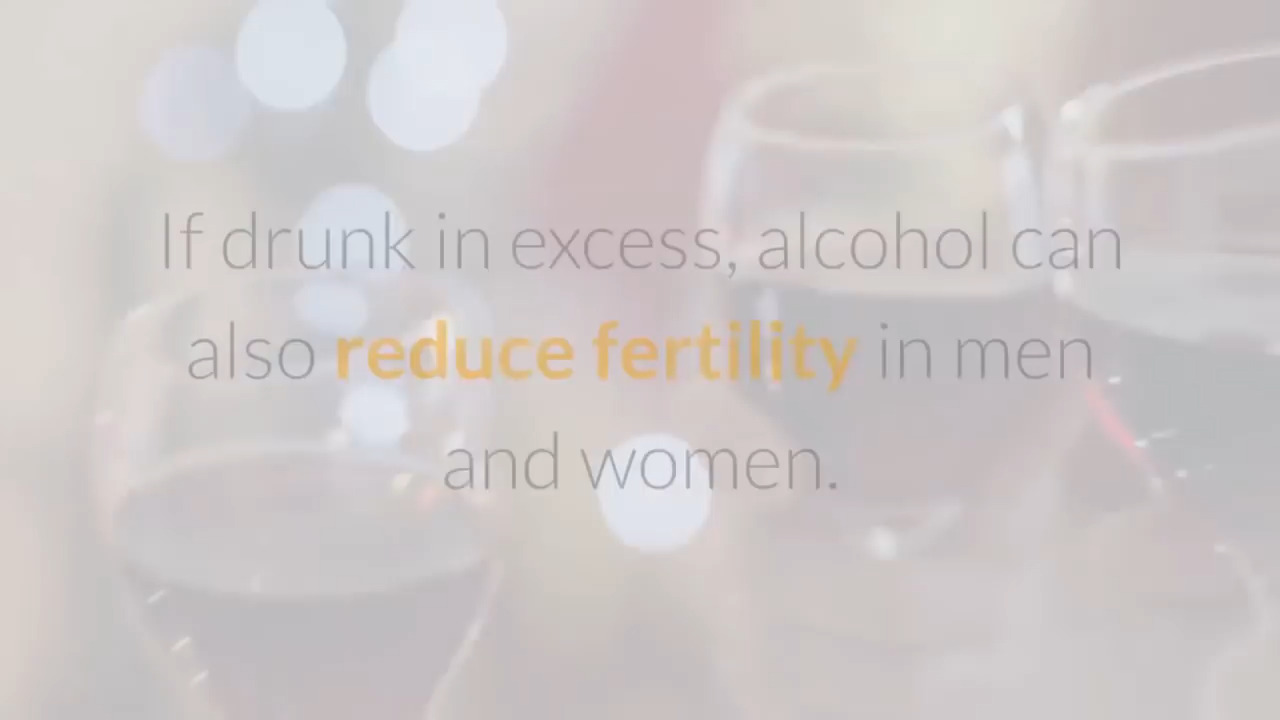 If drunk in excess, alcohol can
also reduce fertility in men
and women.